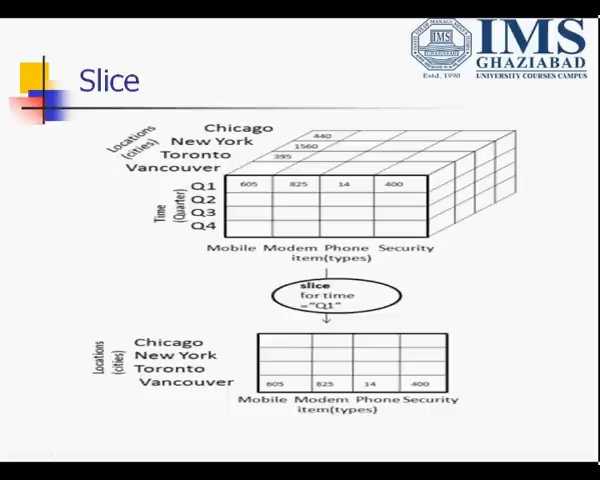 IMS
GHAZIABAD
Estd. 1990
UNIVERSITY COURSES CAMPUS
Slice
Locations
(cities)
Chicago
New York
Toronto
Vancouver
440
1560
395
Time
(Quarter)
Q1
Q2
Q3
Q4
605 825 14 400
Mobile Modem Phone Security
item(types)
slice
for time
="Q1"
Locations
(cities)
Chicago
New York
Toronto
Vancouver
605 825 14 400
Mobile Modem Phone Security
item(types)